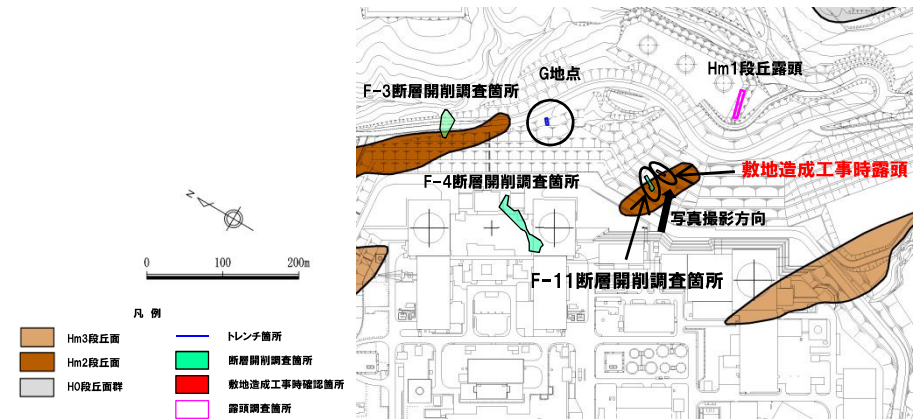 G地点
Hm1段丘露頭
F-3断層開削調査箇所
敷地造成工事時露頭
F-4断層開削調査箇所
写真撮影方向
F-11断層開削調査箇所
N
0 100 200m
凡 例
Hm3段丘面
Hm2段丘面
H0段丘面群
トレンチ箇所
断層開削調査箇所
敷地造成工事時確認箇所
露頭調査箇所